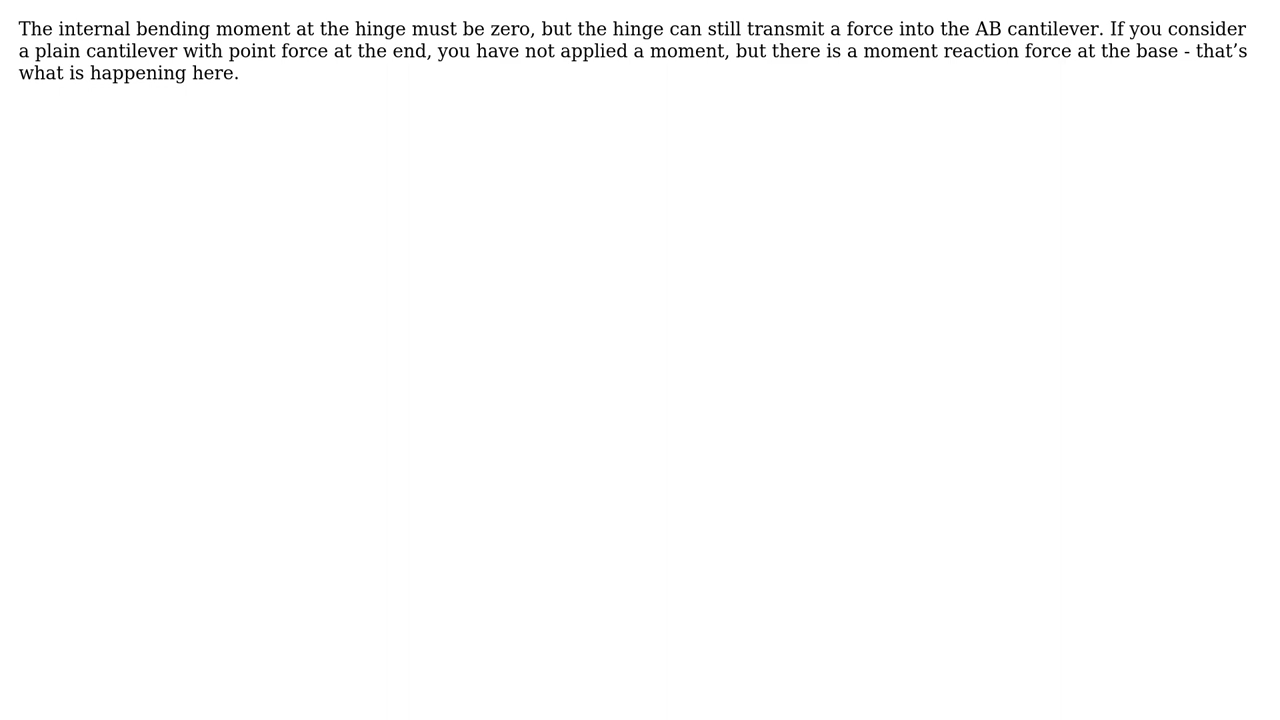 The internal bending moment at the hinge must be zero, but the hinge can still transmit a force into the AB cantilever. If you consider
a plain cantilever with point force at the end, you have not applied a moment, but there is a moment reaction force at the base - that’s
what is happening here.